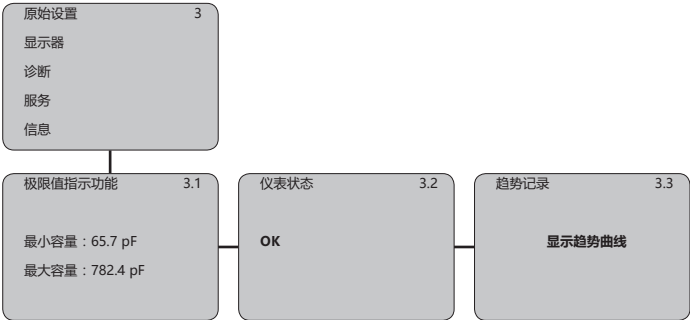 原始设置 3
显示器
诊断
服务
信息
极限值指示功能 3.1
最小容量：65.7 pF
最大容量：782.4 pF
仪表状态 3.2
OK
趋势记录 3.3
显示趋势曲线